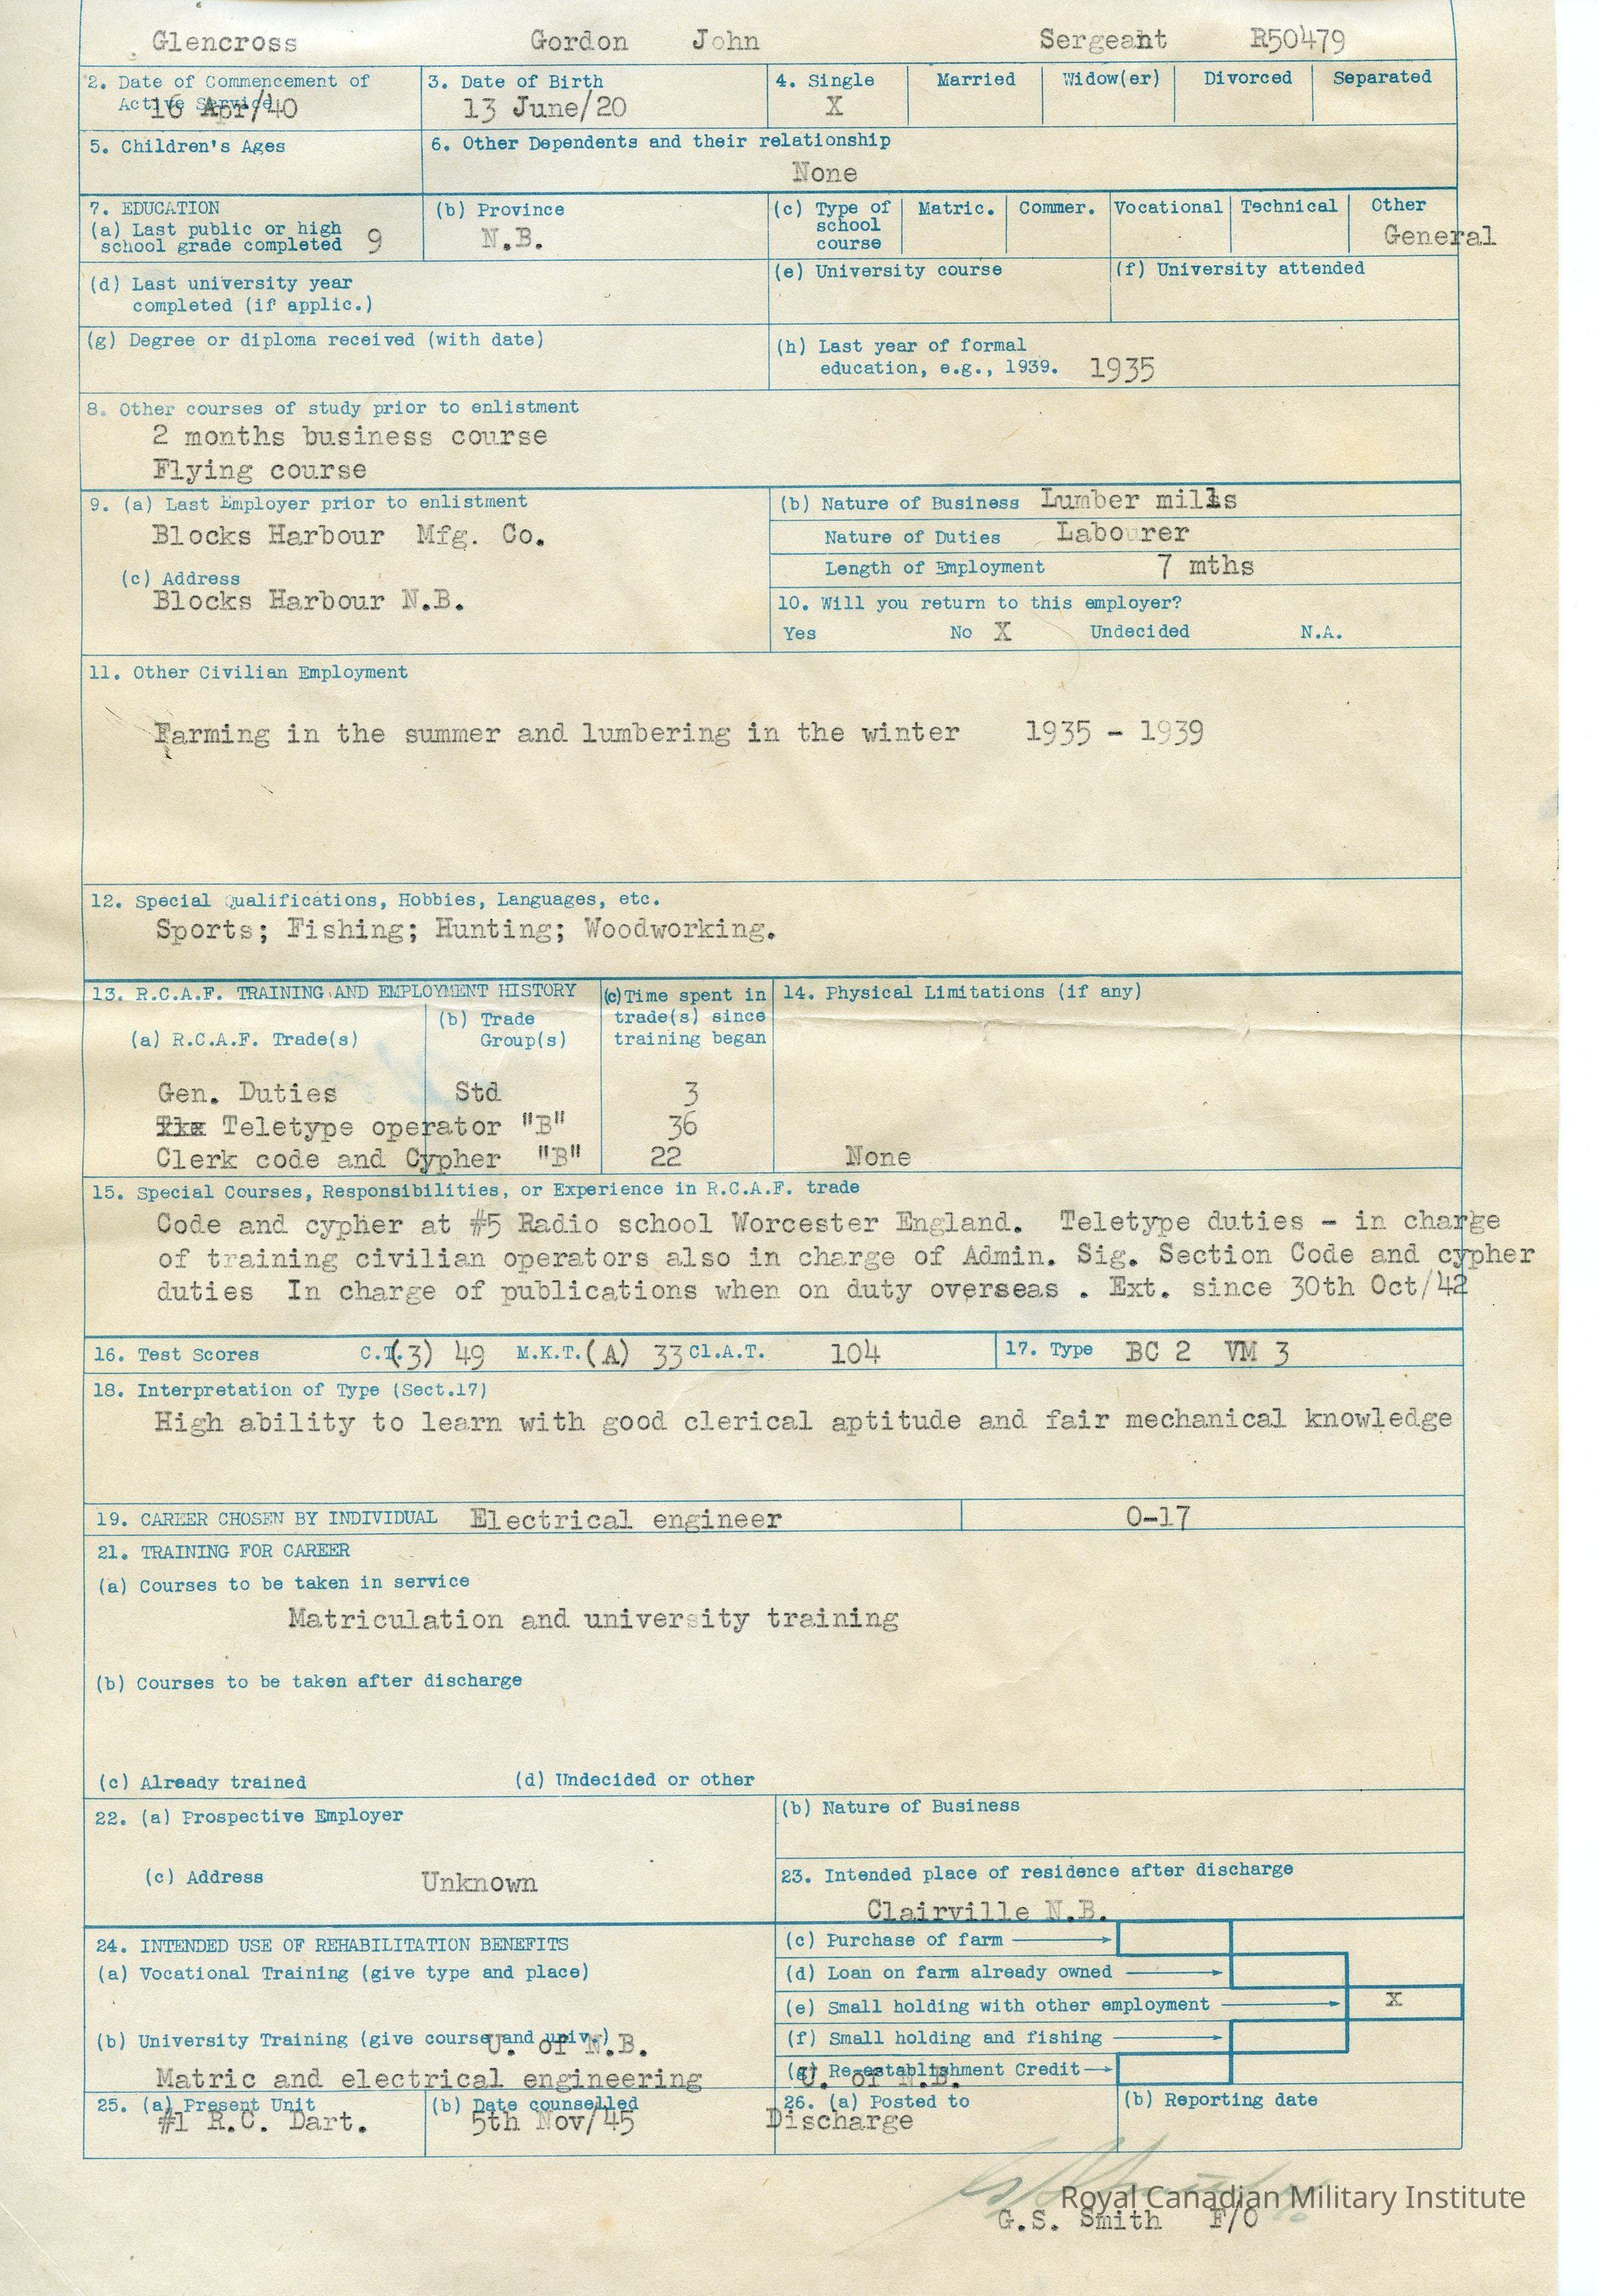 Glencross Gordon John Sergeant R50479
2. Date of Commencement of Active Service 16 Apr/40
3. Date of Birth 13 June/20
4. Single X Married Widow(er) Divorced Separated
5. Children's Ages
6. Other Dependents and their relationship
None
7. EDUCATION
(a) Last public or high
school grade completed 9
(b) Province
N.B.
(c) Type of school course Matric. Commer. Vocational Technical Other
General
(d) Last university year
completed (if applic.)
(e) University course
(f) University attended
(g) Degree or diploma received (with date)
(h) Last year of formal
education, e.g., 1939. 1935
8. Other courses of study prior to enlistment
2 months business course
Flying course
9. (a) Last Employer prior to enlistment
Blocks Harbour Mfg. Co.
(c) Address
Blocks Harbour N.B.
(b) Nature of Business Lumber mills
Nature of Duties Labourer
Length of Employment 7 mths
10. Will you return to this employer?
Yes No X Undecided N.A.
11. Other Civilian Employment
Farming in the summer and lumbering in the winter 1935 - 1939
12. Special Qualifications, Hobbies, Languages, etc.
Sports; Fishing; Hunting; Woodworking.
13. R.C.A.F. TRAINING AND EMPLOYMENT HISTORY
(a) R.C.A.F. Trade(s)
(b) Trade
Group(s)
(c) Time spent in
trade(s) since
training began
14. Physical Limitations (if any)
Gen. Duties Std 3
Teletype operator "B" 36
Clerk code and Cypher "B" 22 None
15. Special Courses, Responsibilities, or Experience in R.C.A.F. trade
Code and cypher at #5 Radio school Worcester England. Teletype duties - in charge
of training civilian operators also in charge of Admin. Sig. Section Code and cypher
duties In charge of publications when on duty overseas . Ext. since 30th Oct/42
16. Test Scores C.T.(3) 49 M.K.T.(A) 33 Cl.A.T. 104 17. Type BC 2 VM 3
18. Interpretation of Type (Sect.17)
High ability to learn with good clerical aptitude and fair mechanical knowledge
19. CAREER CHOSEN BY INDIVIDUAL Electrical engineer 0-17
21. TRAINING FOR CAREER
(a) Courses to be taken in service
Matriculation and university training
(b) Courses to be taken after discharge
(c) Already trained (d) Undecided or other
22. (a) Prospective Employer
(b) Nature of Business
(c) Address Unknown
23. Intended place of residence after discharge
Clairville N.B.
24. INTENDED USE OF REHABILITATION BENEFITS
(a) Vocational Training (give type and place)
(b) University Training (give course and univ.) U. of N.B.
Matric and electrical engineering
(c) Purchase of farm
(d) Loan on farm already owned
(e) Small holding with other employment X
(f) Small holding and fishing
(g) Re-establishment Credit U. of N.B.
25. (a) Present Unit
#1 R.C. Dart.
(b) Date counselled
5th Nov/45
26. (a) Posted to
Discharge
(b) Reporting date
Royal Canadian Military Institute
G.S. Smith F/O